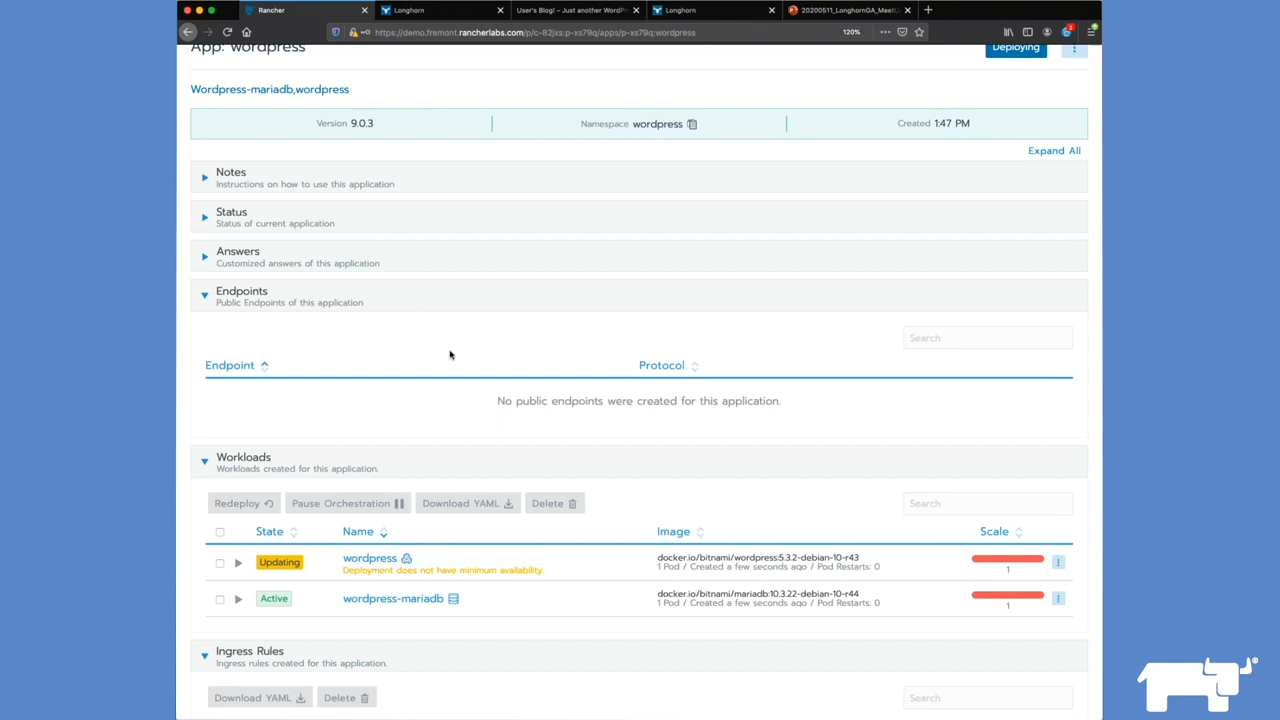 Rancher
Longhorn
User's Blog! – Just another WordPr
Longhorn
20200511_LonghornGA_MeetU
https://demo.fremont.rancherlabs.com/p/c-82jxs:p-xs79q/apps/p-xs79q:wordpress
120%
App: wordpress
Deploying
Wordpress-mariadb,wordpress
Version 9.0.3
Namespace wordpress
Created 1:47 PM
Expand All
Notes
Instructions on how to use this application
Status
Status of current application
Answers
Customized answers of this application
Endpoints
Public Endpoints of this application
Search
Endpoint
Protocol
No public endpoints were created for this application.
Workloads
Workloads created for this application.
Redeploy
Pause Orchestration
Download YAML
Delete
Search
State
Name
Image
Scale
Updating
wordpress
Deployment does not have minimum availability.
docker.io/bitnami/wordpress:5.3.2-debian-10-r43
1 Pod / Created a few seconds ago / Pod Restarts: 0
1
Active
wordpress-mariadb
docker.io/bitnami/mariadb:10.3.22-debian-10-r44
1 Pod / Created a few seconds ago / Pod Restarts: 0
1
Ingress Rules
Ingress rules created for this application.
Download YAML
Delete
Search